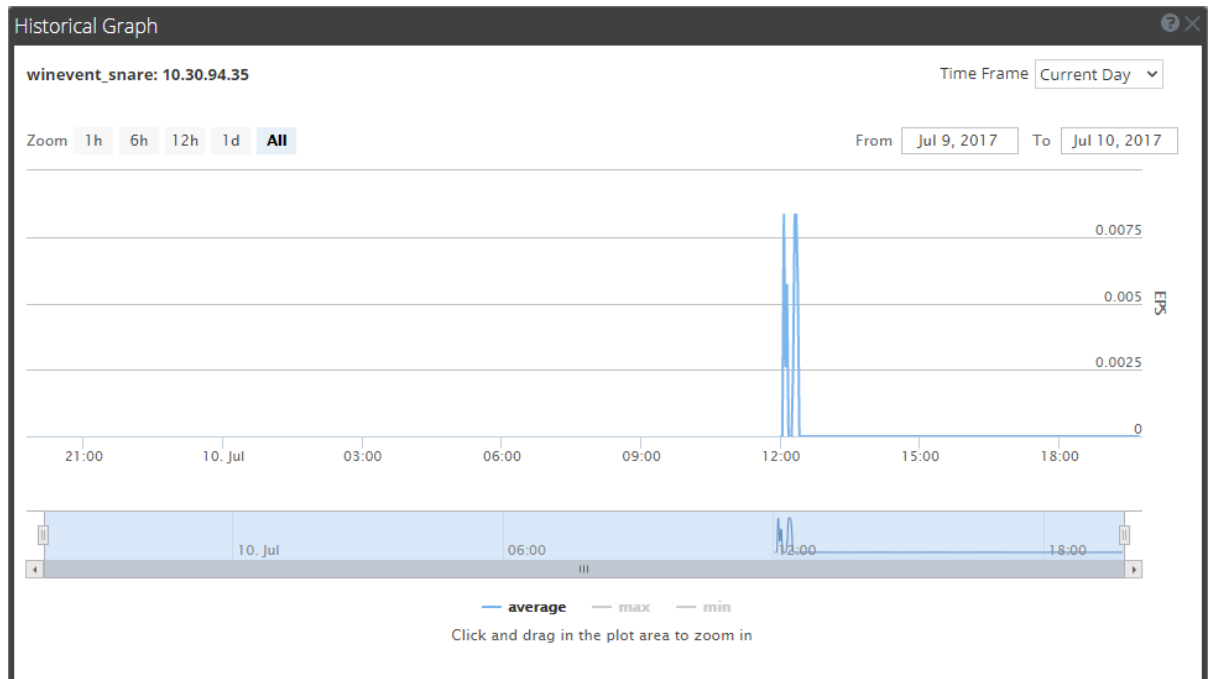 Historical Graph
winevent_snare: 10.30.94.35
Time Frame Current Day
Zoom 1h 6h 12h 1d All
From Jul 9, 2017 To Jul 10, 2017
0.0075
0.005
EPS
0.0025
0
21:00 10. Jul 03:00 06:00 09:00 12:00 15:00 18:00
10. Jul 06:00 12:00 18:00
average max min
Click and drag in the plot area to zoom in